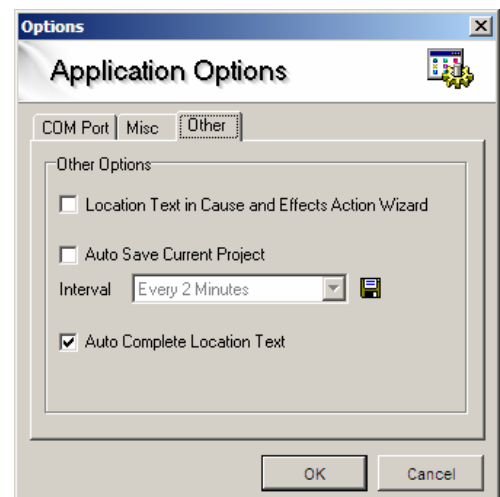 Options
Application Options
COM Port Misc Other
Other Options
Location Text in Cause and Effects Action Wizard
Auto Save Current Project
Interval Every 2 Minutes
Auto Complete Location Text
OK Cancel